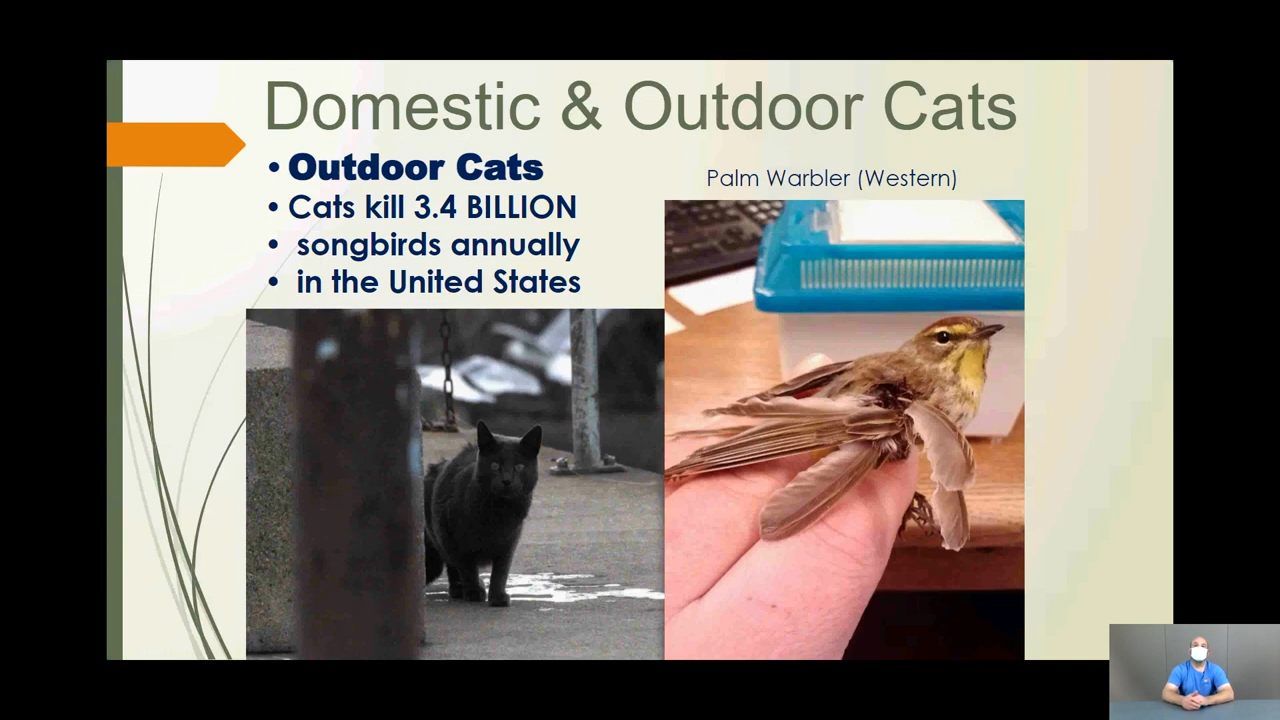 Domestic & Outdoor Cats
• Outdoor Cats
• Cats kill 3.4 BILLION
• songbirds annually
• in the United States
Palm Warbler (Western)